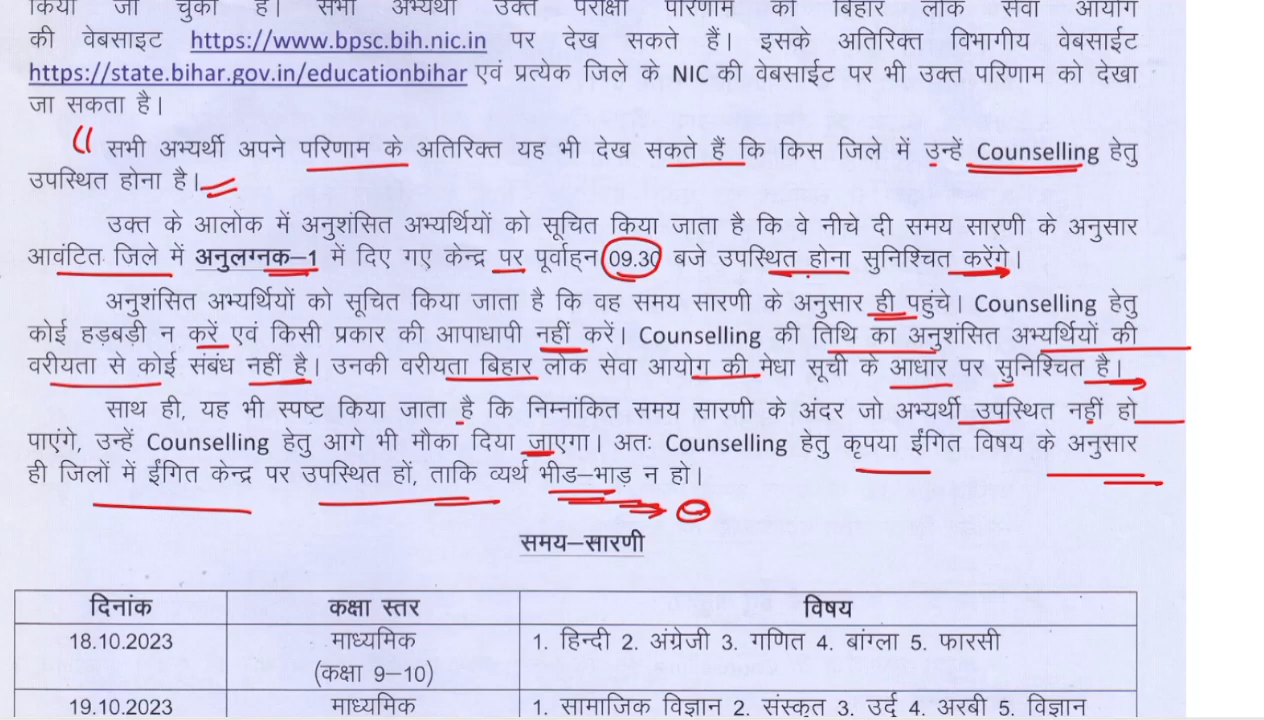 किया जा चुका है। सभी अभ्यर्थी उक्त परीक्षा परिणाम को बिहार लोक सेवा आयोग
की वेबसाइट https://www.bpsc.bih.nic.in पर देख सकते हैं। इसके अतिरिक्त विभागीय वेबसाईट
https://state.bihar.gov.in/educationbihar एवं प्रत्येक जिले के NIC की वेबसाईट पर भी उक्त परिणाम को देखा
जा सकता है।
सभी अभ्यर्थी अपने परिणाम के अतिरिक्त यह भी देख सकते हैं कि किस जिले में उन्हें Counselling हेतु
उपस्थित होना है।
उक्त के आलोक में अनुशंसित अभ्यर्थियों को सूचित किया जाता है कि वे नीचे दी समय सारणी के अनुसार
आवंटित जिले में अनुलग्नक–1 में दिए गए केन्द्र पर पूर्वाह्न 09.30 बजे उपस्थित होना सुनिश्चित करेंगे।
अनुशंसित अभ्यर्थियों को सूचित किया जाता है कि वह समय सारणी के अनुसार ही पहुंचे। Counselling हेतु
कोई हड़बड़ी न करें एवं किसी प्रकार की आपाधापी नहीं करें। Counselling की तिथि का अनुशंसित अभ्यर्थियों की
वरीयता से कोई संबंध नहीं है। उनकी वरीयता बिहार लोक सेवा आयोग की मेधा सूची के आधार पर सुनिश्चित है।
साथ ही, यह भी स्पष्ट किया जाता है कि निम्नांकित समय सारणी के अंदर जो अभ्यर्थी उपस्थित नहीं हो
पाएंगे, उन्हें Counselling हेतु आगे भी मौका दिया जाएगा। अतः Counselling हेतु कृपया ईंगित विषय के अनुसार
ही जिलों में ईंगित केन्द्र पर उपस्थित हों, ताकि व्यर्थ भीड–भाड़ न हो।
समय–सारणी
दिनांक कक्षा स्तर विषय
18.10.2023 माध्यमिक 1. हिन्दी 2. अंग्रेजी 3. गणित 4. बांग्ला 5. फारसी
(कक्षा 9–10)
19.10.2023 माध्यमिक 1. सामाजिक विज्ञान 2. संस्कृत 3. उर्दू 4. अरबी 5. विज्ञान